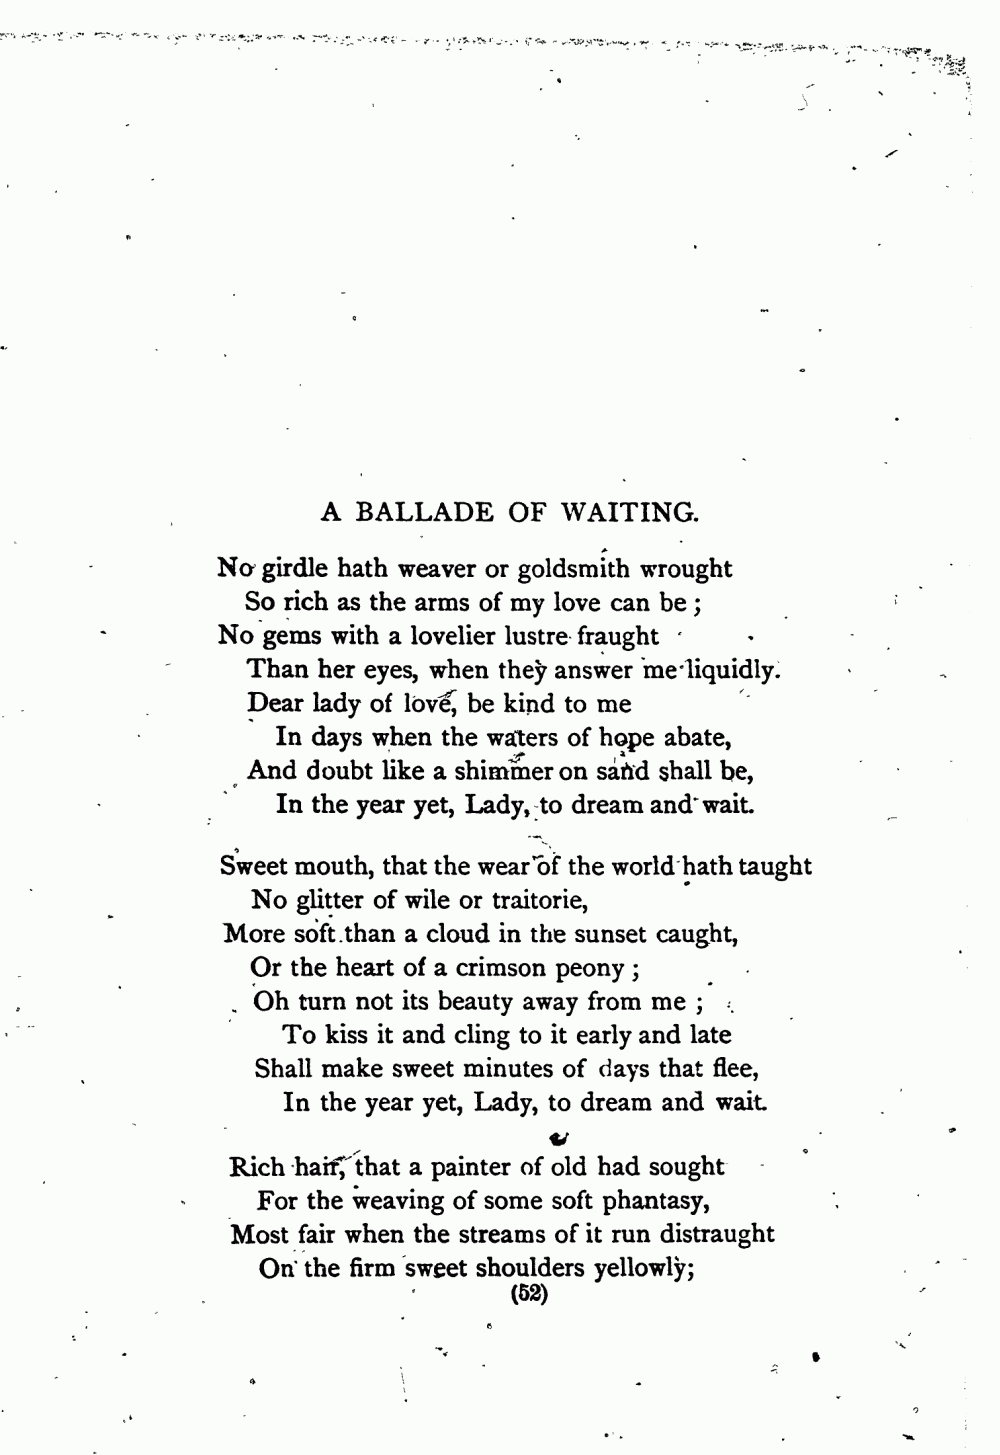 A BALLADE OF WAITING.
No girdle hath weaver or goldsmith wrought
So rich as the arms of my love can be ;
No gems with a lovelier lustre fraught
Than her eyes, when they answer me liquidly.
Dear lady of love, be kind to me
In days when the waters of hope abate,
And doubt like a shimmer on sand shall be,
In the year yet, Lady, to dream and wait.
Sweet mouth, that the wear of the world hath taught
No glitter of wile or traitorie,
More soft than a cloud in the sunset caught,
Or the heart of a crimson peony ;
Oh turn not its beauty away from me ;
To kiss it and cling to it early and late
Shall make sweet minutes of days that flee,
In the year yet, Lady, to dream and wait.
Rich hair, that a painter of old had sought
For the weaving of some soft phantasy,
Most fair when the streams of it run distraught
On the firm sweet shoulders yellowly;
(52)